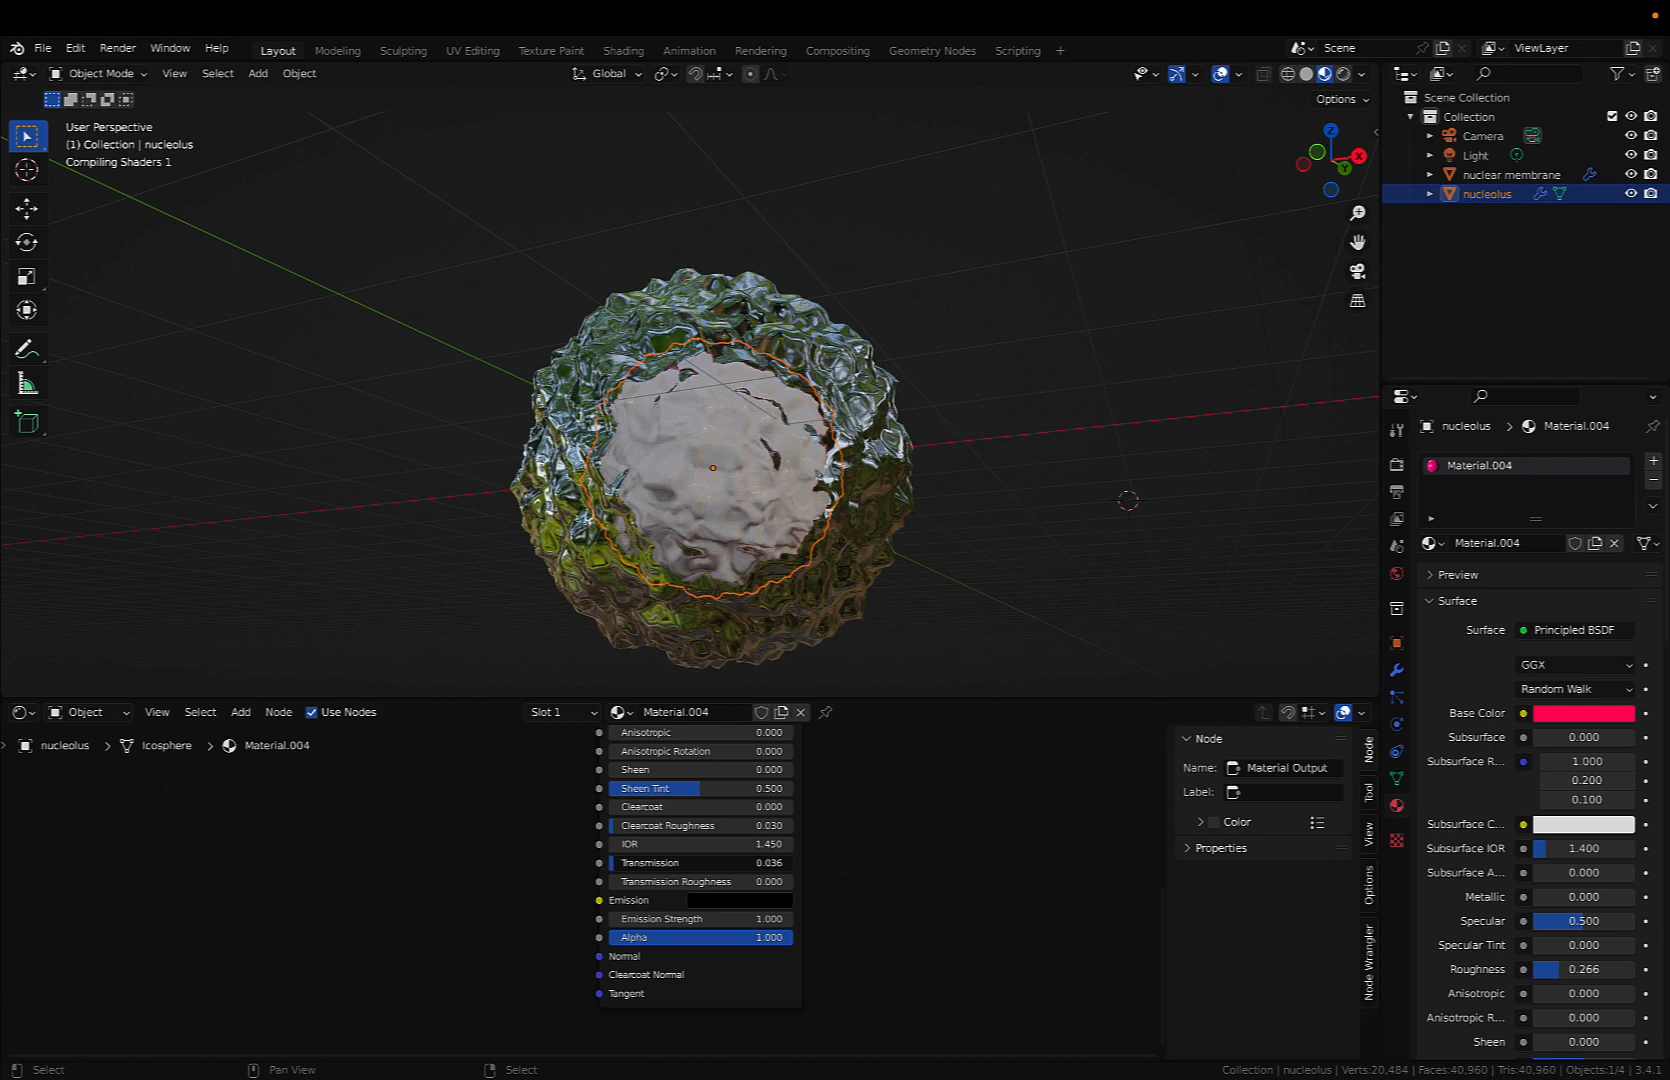 File Edit Render Window Help Layout Modeling Sculpting UV Editing Texture Paint Shading Animation Rendering Compositing Geometry Nodes Scripting + Scene ViewLayer
Object Mode View Select Add Object Global
Options
User Perspective
(1) Collection | nucleolus
Compiling Shaders 1
Z
X
Y
Scene Collection
Collection
Camera
Light
nuclear membrane
nucleolus
nucleolus > Material.004
Material.004
Material.004
Preview
Surface
Surface Principled BSDF
GGX
Random Walk
Base Color
Subsurface 0.000
Subsurface R... 1.000
0.200
0.100
Subsurface C...
Subsurface IOR 1.400
Subsurface A... 0.000
Metallic 0.000
Specular 0.500
Specular Tint 0.000
Roughness 0.266
Anisotropic 0.000
Anisotropic R... 0.000
Sheen 0.000
Object View Select Add Node Use Nodes Slot 1 Material.004
nucleolus > Icosphere > Material.004
Anisotropic 0.000
Anisotropic Rotation 0.000
Sheen 0.000
Sheen Tint 0.500
Clearcoat 0.000
Clearcoat Roughness 0.030
IOR 1.450
Transmission 0.036
Transmission Roughness 0.000
Emission
Emission Strength 1.000
Alpha 1.000
Normal
Clearcoat Normal
Tangent
Node
Name: Material Output
Label:
Color
Properties
Node
Tool
View
Options
Node Wrangler
Select Pan View Select Collection | nucleolus | Verts:20,484 | Faces:40,960 | Tris:40,960 | Objects:1/4 | 3.4.1